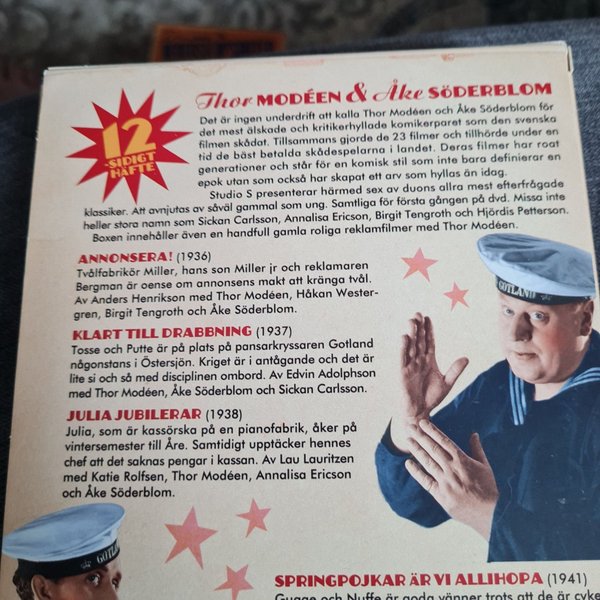 Thor MODÉEN & Åke SÖDERBLOM
Det är ingen underdrift att kalla Thor Modéen och Åke Söderblom för
det mest älskade och kritikerhyllade komikerparet som den svenska
filmen skådat. Tillsammans gjorde de 23 filmer och tillhörde under en
tid de bäst betalda skådespelarna i landet. Deras filmer har roat
generationer och står för en komisk stil som inte bara definierar en
epok utan som också har skapat ett arv som hyllas än idag.
Studio S presenterar härmed sex av duons allra mest efterfrågade
klassiker. Att avnjutas av såväl gammal som ung. Samtliga för första gången på dvd. Missa inte
heller stora namn som Sickan Carlsson, Annalisa Ericson, Birgit Tengroth och Hjördis Petterson.
Boxen innehåller även en handfull gamla roliga reklamfilmer med Thor Modéen.
12
-SIDIGT
HÄFTE
ANNONSERA! (1936)
Tvålfabrikör Miller, hans son Miller jr och reklamaren
Bergman är oense om annonsens makt att kränga tvål.
Av Anders Henrikson med Thor Modéen, Håkan Wester-
gren, Birgit Tengroth och Åke Söderblom.
KLART TILL DRABBNING (1937)
Tosse och Putte är på plats på pansarkryssaren Gotland
någonstans i Östersjön. Kriget är i antågande och det är
lite si och så med disciplinen ombord. Av Edvin Adolphson
med Thor Modéen, Åke Söderblom och Sickan Carlsson.
JULIA JUBILERAR (1938)
Julia, som är kassörska på en pianofabrik, åker på
vintersemester till Åre. Samtidigt upptäcker hennes
chef att det saknas pengar i kassan. Av Lau Lauritzen
med Katie Rolfsen, Thor Modéen, Annalisa Ericson
och Åke Söderblom.
GOTLAND
GOTLAND
SPRINGPOJKAR ÄR VI ALLIHOPA (1941)
Gugge och Nuffe är goda vänner trots att de är cyke